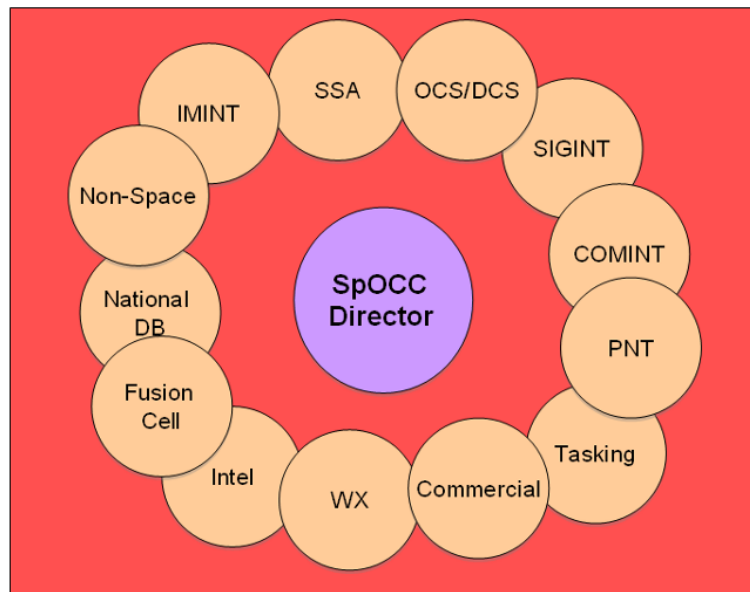 SSA
OCS/DCS
IMINT
SIGINT
Non-Space
COMINT
SpOCC
Director
National
DB
PNT
Fusion
Cell
Tasking
Intel
WX
Commercial